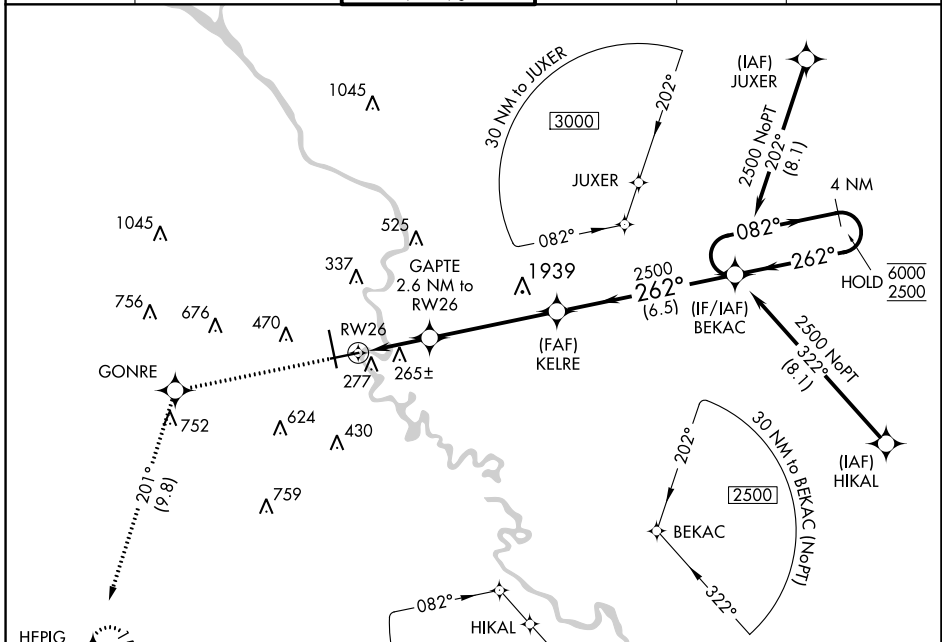 1045
30 NM to JUXER
202°
3000
JUXER
082°
(IAF)
JUXER
2500 NoPT
202°
(8.1)
4 NM
082°
262°
HOLD
6000
2500
1045
525
337
GAPTE
2.6 NM to
RW26
1939
2500
262°
(6.5)
(IF/IAF)
BEKAC
756
676
470
RW26
(FAF)
KELRE
277
265±
2500 NoPT
322°
(8.1)
GONRE
752
624
430
(IAF)
HIKAL
201°
(9.8)
759
202°
30 NM to BEKAC (NoPT)
2500
BEKAC
322°
082°
HIKAL
HEPIG